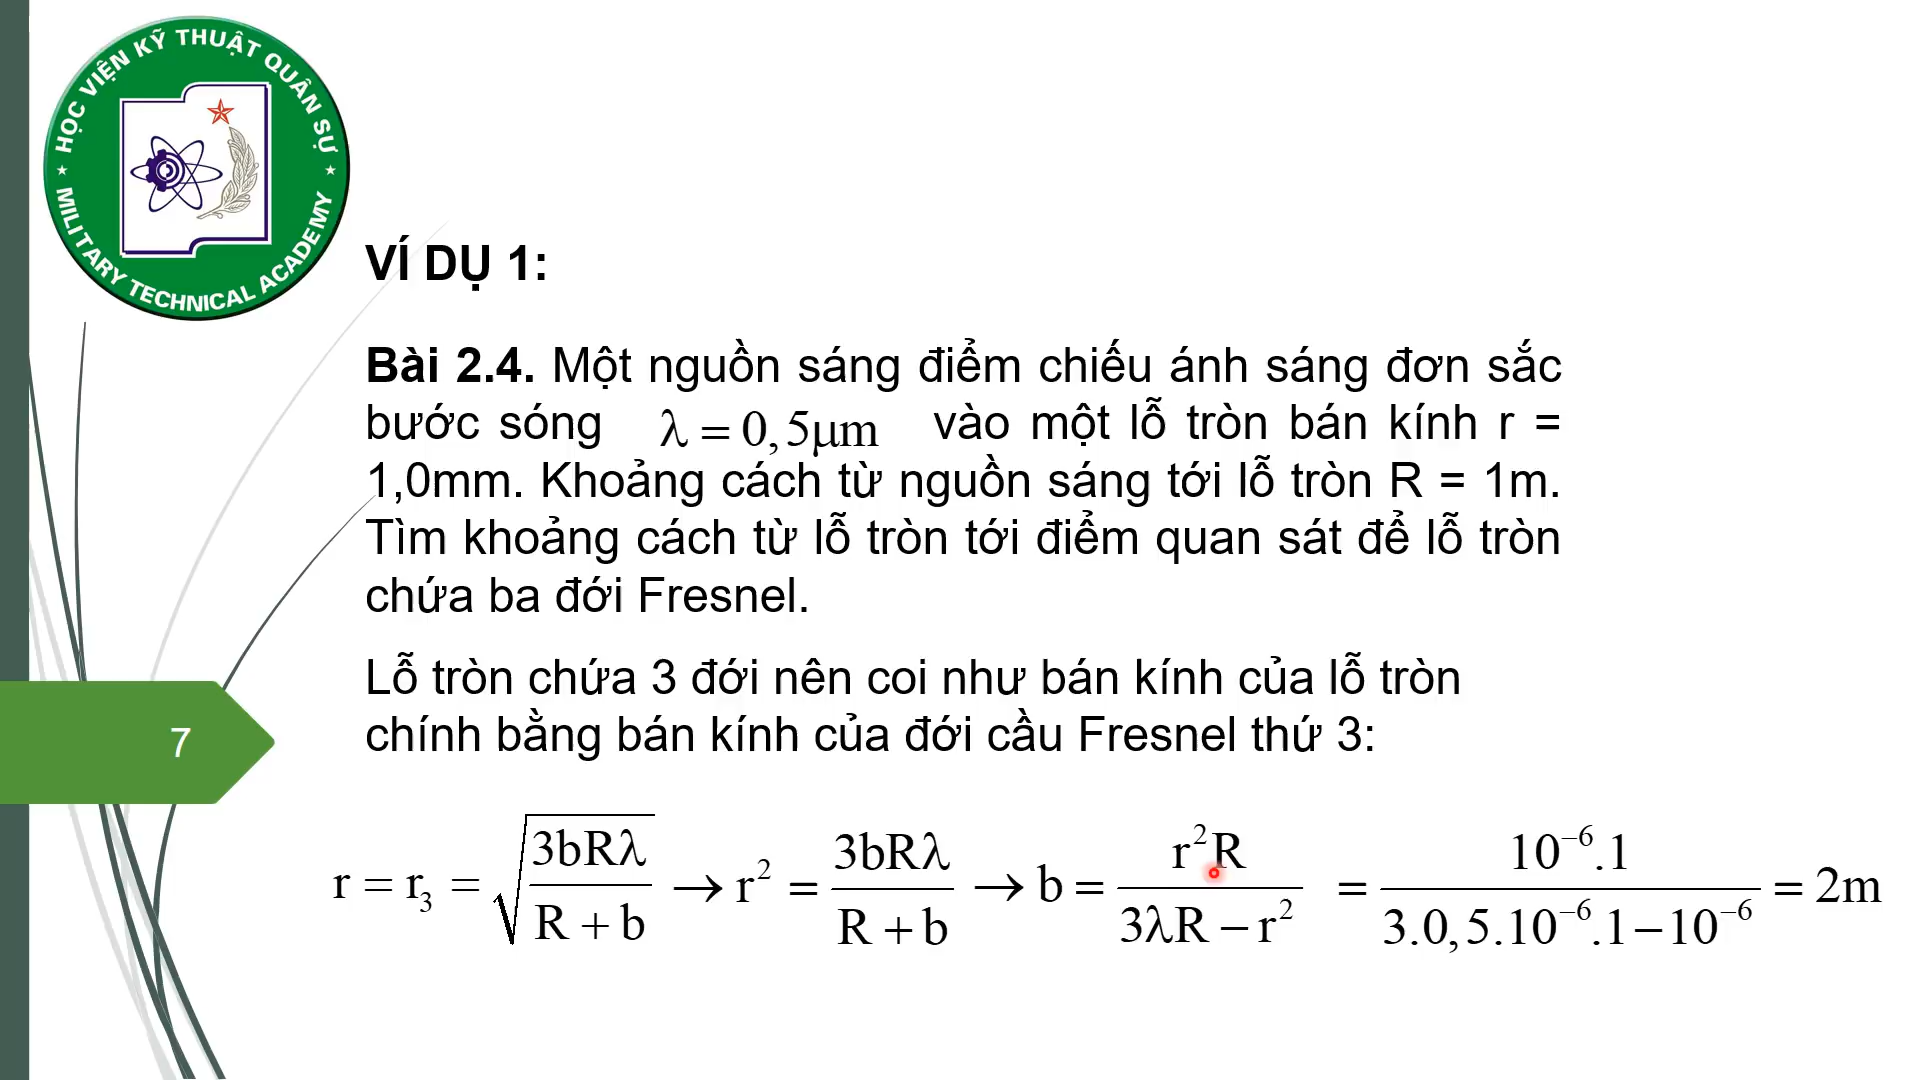 HỌC VIỆN KỸ THUẬT QUÂN SỰ
MILITARY TECHNICAL ACADEMY
VÍ DỤ 1:
Bài 2.4. Một nguồn sáng điểm chiếu ánh sáng đơn sắc
bước sóng λ = 0,5μm vào một lỗ tròn bán kính r =
1,0mm. Khoảng cách từ nguồn sáng tới lỗ tròn R = 1m.
Tìm khoảng cách từ lỗ tròn tới điểm quan sát để lỗ tròn
chứa ba đới Fresnel.
Lỗ tròn chứa 3 đới nên coi như bán kính của lỗ tròn
chính bằng bán kính của đới cầu Fresnel thứ 3:
7
r = r₃ = √(3bRλ / (R + b)) → r² = 3bRλ / (R + b) → b = r²R / (3λR − r²) = 10⁻⁶.1 / (3.0,5.10⁻⁶.1 − 10⁻⁶) = 2m